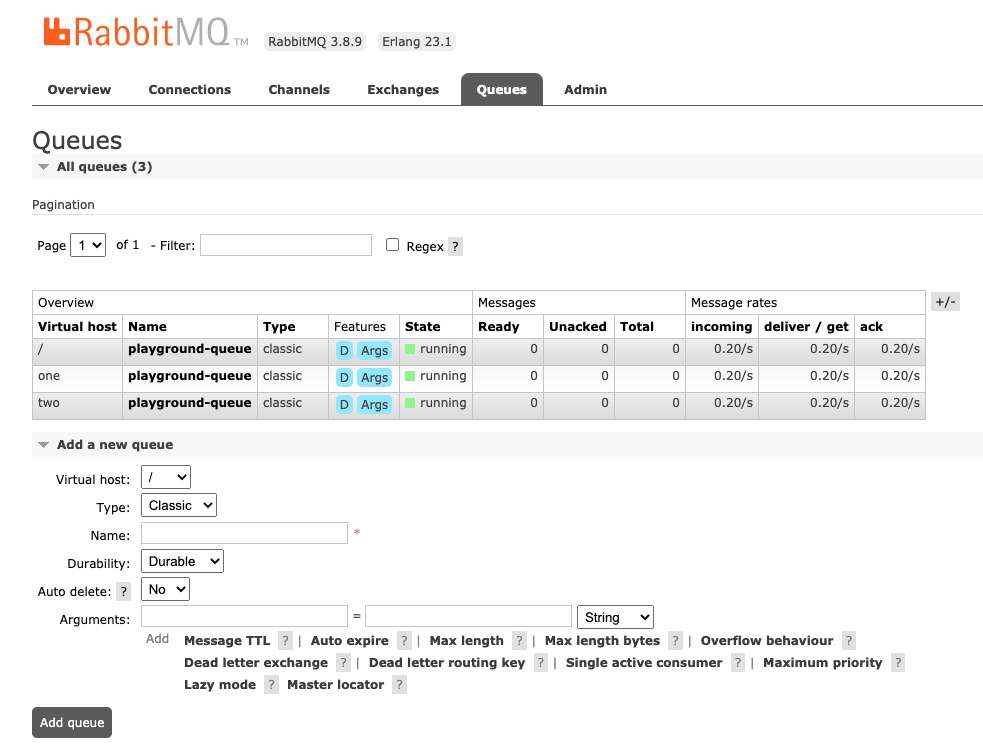 RabbitMQ TM RabbitMQ 3.8.9 Erlang 23.1
Overview Connections Channels Exchanges Queues Admin
Queues
All queues (3)
Pagination
Page 1 of 1 - Filter: Regex ?
Overview Messages Message rates +/-
Virtual host Name Type Features State Ready Unacked Total incoming deliver / get ack
/ playground-queue classic D Args running 0 0 0 0.20/s 0.20/s 0.20/s
one playground-queue classic D Args running 0 0 0 0.20/s 0.20/s 0.20/s
two playground-queue classic D Args running 0 0 0 0.20/s 0.20/s 0.20/s
Add a new queue
Virtual host: /
Type: Classic
Name: *
Durability: Durable
Auto delete: ? No
Arguments: = String
Add Message TTL ? | Auto expire ? | Max length ? | Max length bytes ? | Overflow behaviour ?
Dead letter exchange ? | Dead letter routing key ? | Single active consumer ? | Maximum priority ?
Lazy mode ? Master locator ?
Add queue